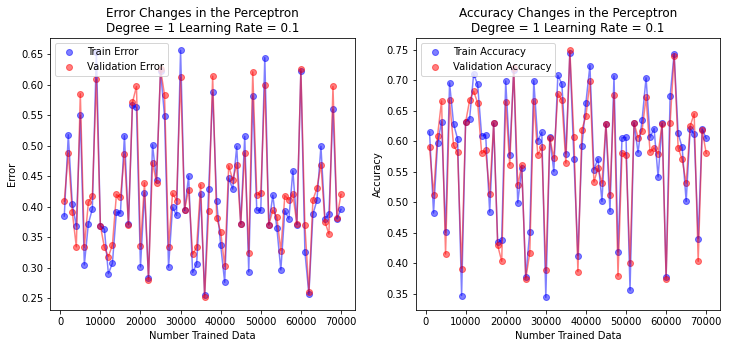 Error Changes in the Perceptron
Degree = 1 Learning Rate = 0.1
Train Error
Validation Error
0.65
0.60
0.55
0.50
0.45
0.40
0.35
0.30
0.25
Error
0 10000 20000 30000 40000 50000 60000 70000
Number Trained Data
Accuracy Changes in the Perceptron
Degree = 1 Learning Rate = 0.1
Train Accuracy
Validation Accuracy
0.75
0.70
0.65
0.60
0.55
0.50
0.45
0.40
0.35
Accuracy
0 10000 20000 30000 40000 50000 60000 70000
Number Trained Data